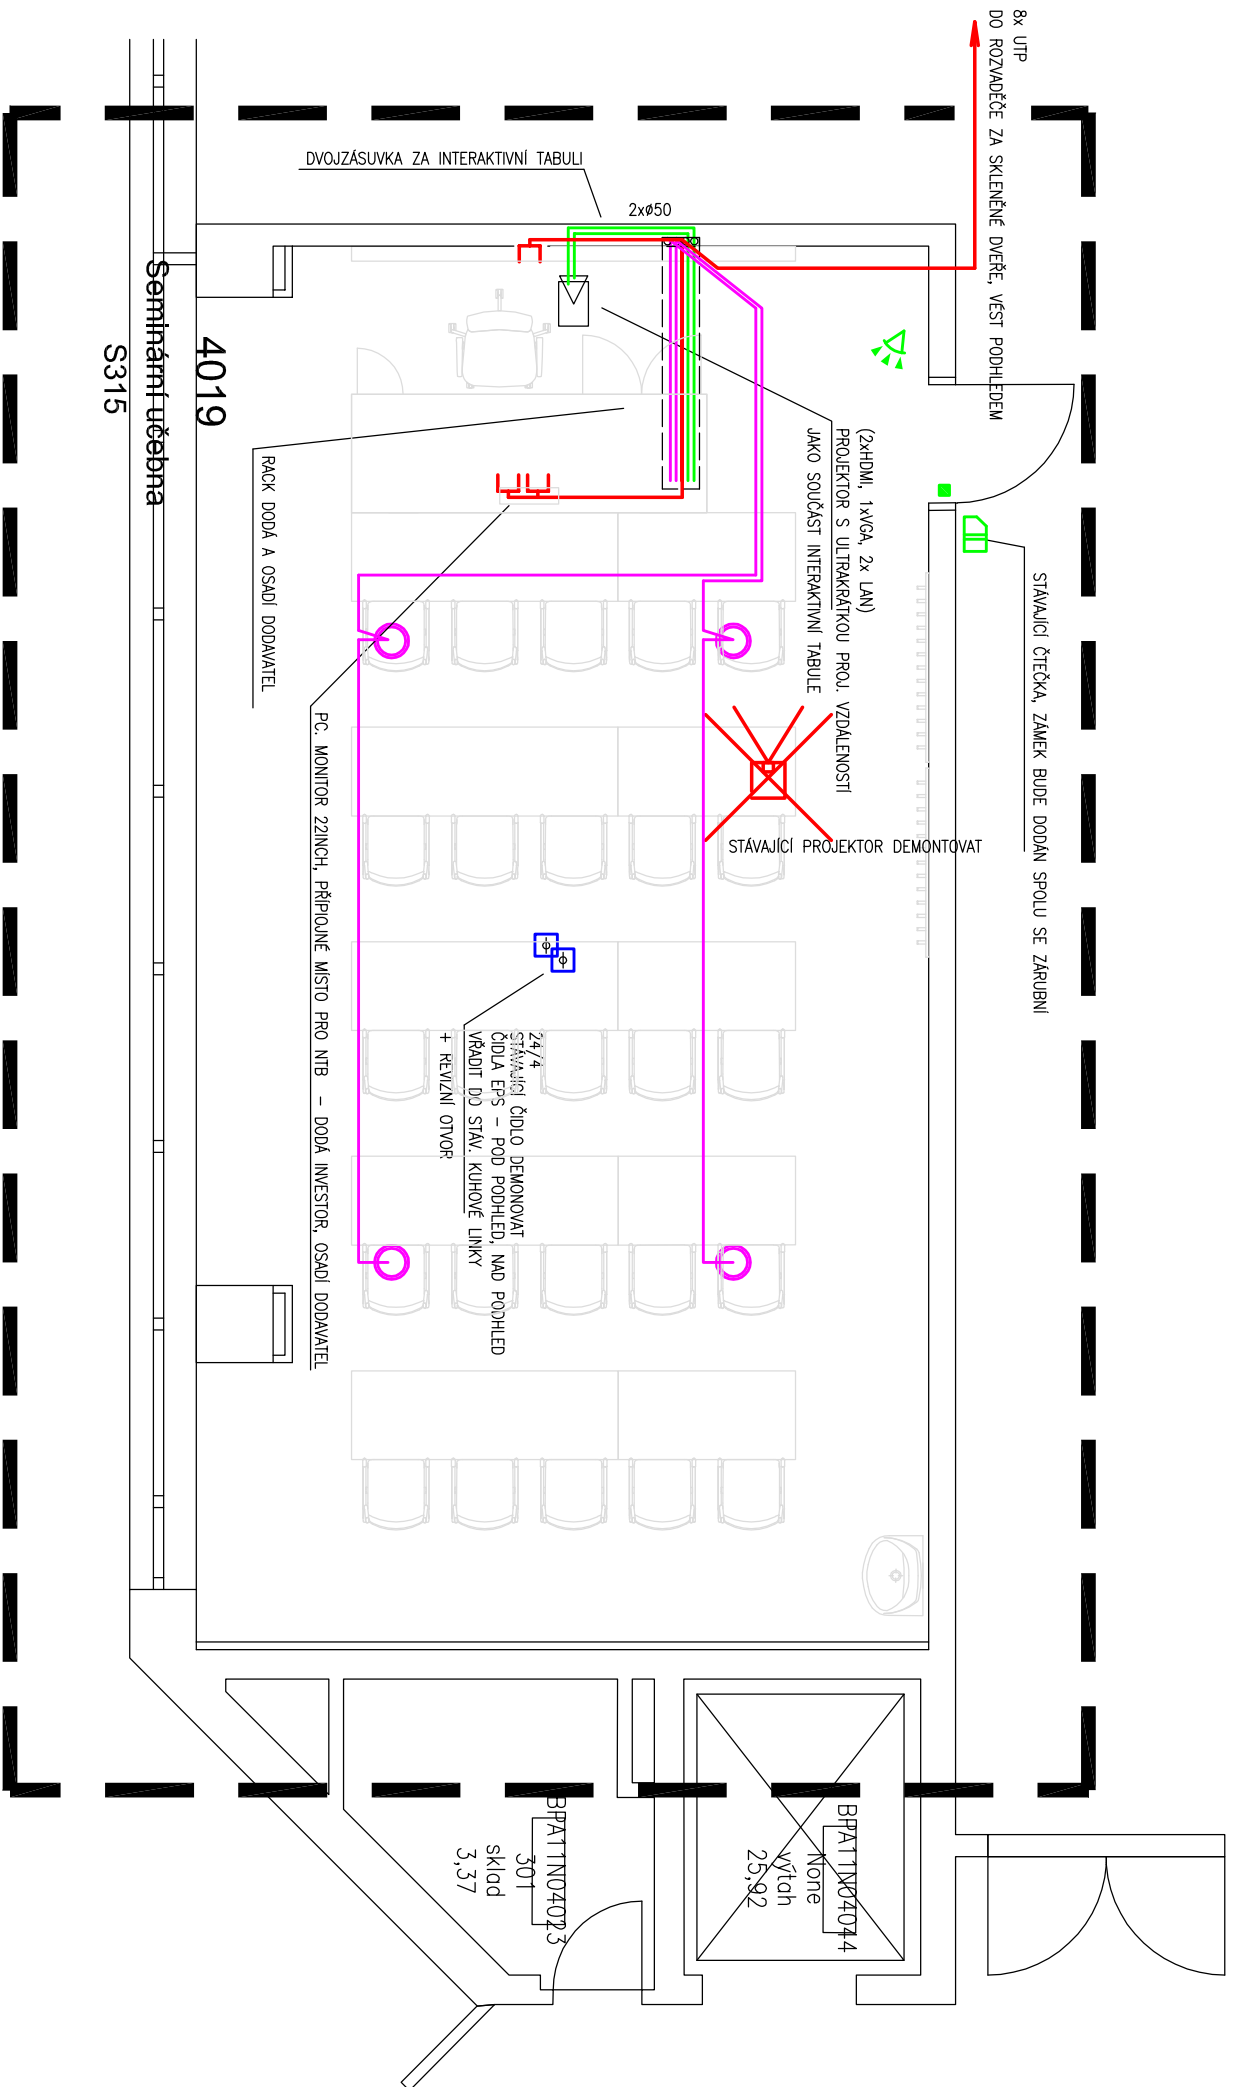 8x UTP
DO ROZVADĚČE ZA SKLENĚNÉ DVEŘE, VÉST PODHLEDEM
DVOJZÁSUVKA ZA INTERAKTIVNÍ TABULI
2xø50
4019
Seminární učebna
S315
(2xHDMI, 1xVGA, 2x LAN)
PROJEKTOR S ULTRAKRÁTKOU PROJ. VZDÁLENOSTÍ
JAKO SOUČÁST INTERAKTIVNÍ TABULE
RACK DODÁ A OSADÍ DODAVATEL
STÁVAJÍCÍ ČTEČKA, ZÁMEK BUDE DODÁN SPOLU SE ZÁRUBNÍ
PC. MONITOR 22INCH, PŘÍPOJNÉ MÍSTO PRO NTB - DODÁ INVESTOR, OSADÍ DODAVATEL
STÁVAJÍCÍ PROJEKTOR DEMONTOVAT
24/4
STÁVAJÍCÍ ČIDLO DEMONOVAT
ČIDLA EPS - POD PODHLED, NAD PODHLED
VŘADIT DO STÁV. KUHOVÉ LINKY
+ REVIZNÍ OTVOR
BPA11N04044
None
výtah
25,92
BPA11N04023
301
sklad
3,37